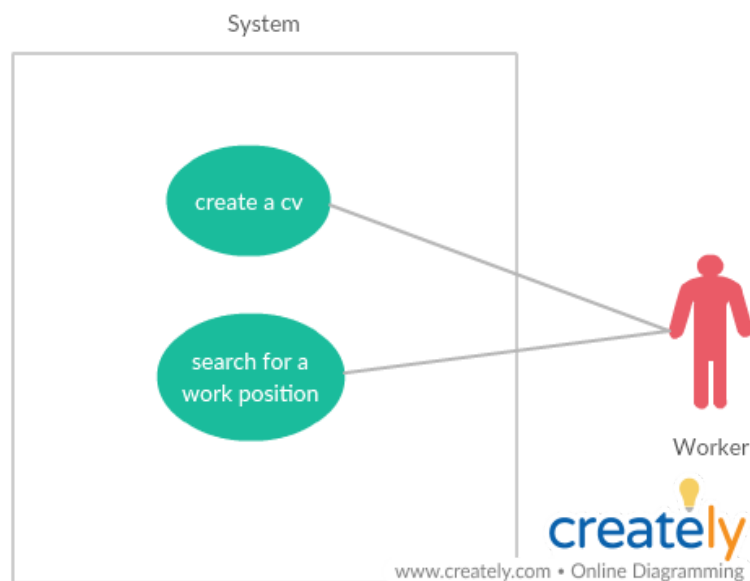 System
create a cv
search for a
work position
Worker
creately
www.creately.com • Online Diagramming